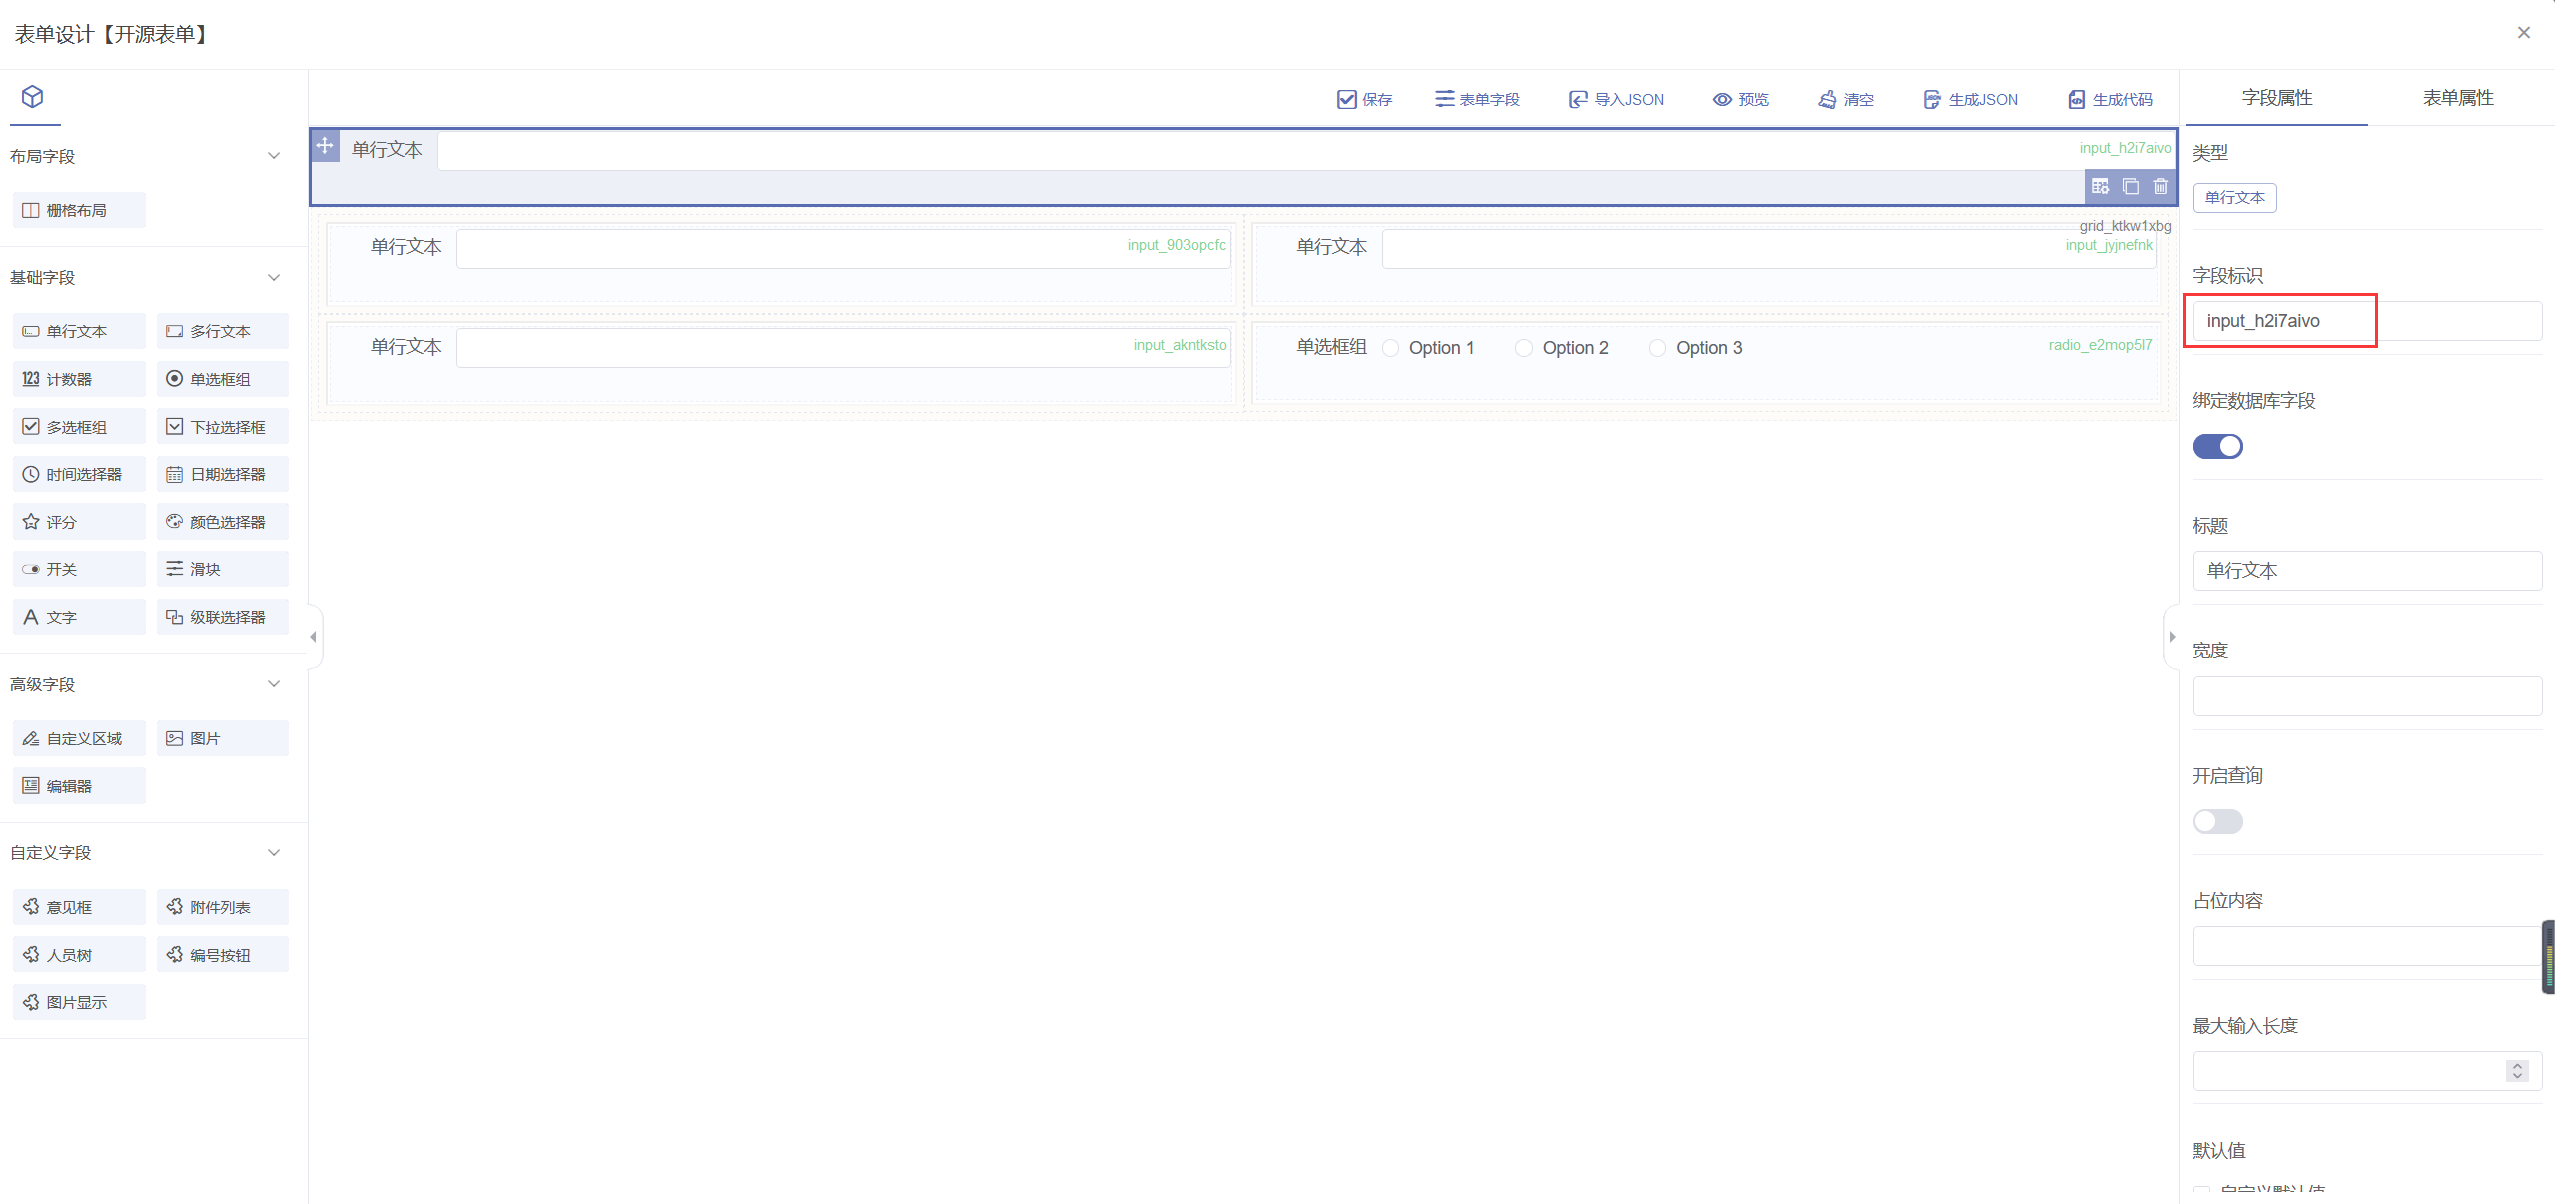 表单设计【开源表单】
保存
表单字段
导入JSON
预览
清空
生成JSON
生成代码
布局字段
栅格布局
基础字段
单行文本
多行文本
123 计数器
单选框组
多选框组
下拉选择框
时间选择器
日期选择器
评分
颜色选择器
开关
滑块
文字
级联选择器
高级字段
自定义区域
图片
编辑器
自定义字段
意见框
附件列表
人员树
编号按钮
图片显示
单行文本
input_h2i7aivo
grid_ktkw1xbg
单行文本
input_903opcfc
单行文本
input_jyjnefnk
单行文本
input_akntksto
单选框组
Option 1
Option 2
Option 3
radio_e2mop5l7
字段属性
表单属性
类型
单行文本
字段标识
input_h2i7aivo
绑定数据库字段
标题
单行文本
宽度
开启查询
占位内容
最大输入长度
默认值
自定义默认值